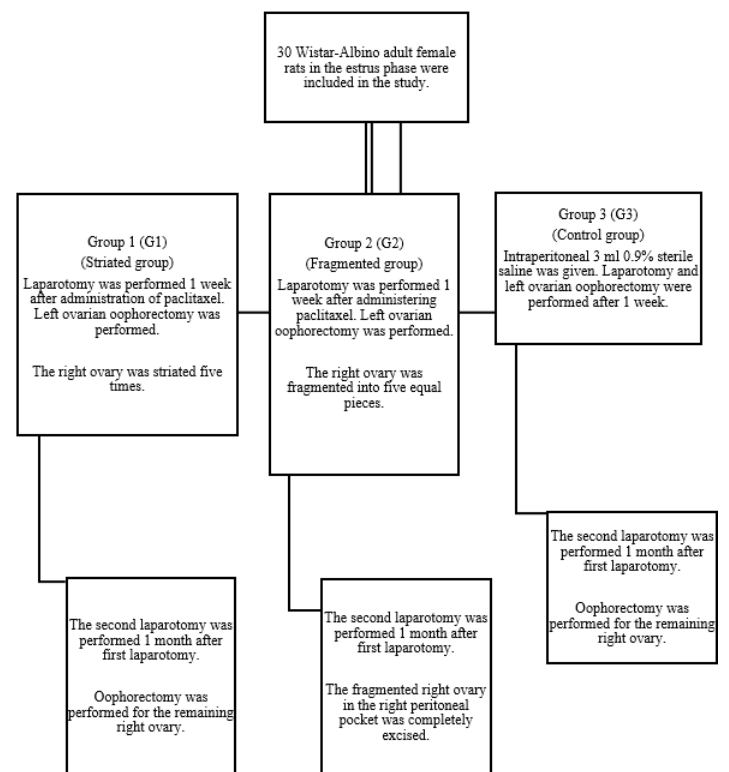 30 Wistar-Albino adult female
rats in the estrus phase were
included in the study.
Group 1 (G1)
(Striated group)
Laparotomy was performed 1 week
after administration of paclitaxel.
Left ovarian oophorectomy was
performed.
The right ovary was striated five
times.
Group 2 (G2)
(Fragmented group)
Laparotomy was performed 1
week after administering
paclitaxel. Left ovarian
oophorectomy was performed.
The right ovary was
fragmented into five equal
pieces.
Group 3 (G3)
(Control group)
Intraperitoneal 3 ml 0.9% sterile
saline was given. Laparotomy and
left ovarian oophorectomy were
performed after 1 week.
The second laparotomy was
performed 1 month after
first laparotomy.
Oophorectomy was
performed for the remaining
right ovary.
The second laparotomy was
performed 1 month after
first laparotomy.
The fragmented right ovary
in the right peritoneal
pocket was completely
excised.
The second laparotomy was
performed 1 month after
first laparotomy.
Oophorectomy was
performed for the remaining
right ovary.